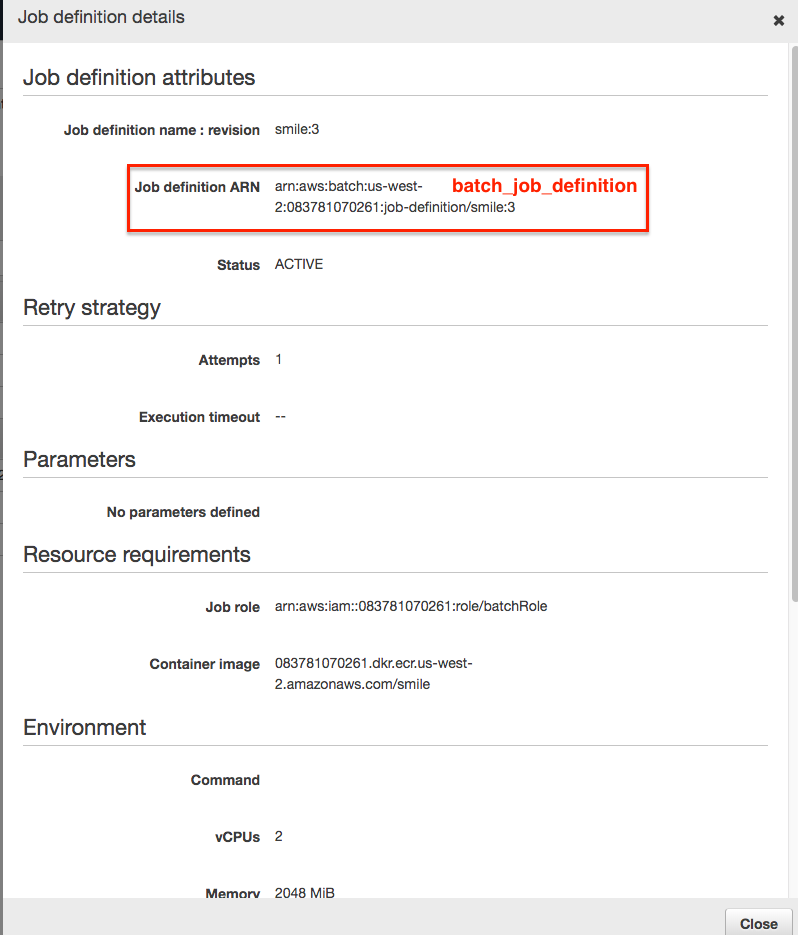 Job definition details
Job definition attributes
Job definition name : revision smile:3
Job definition ARN arn:aws:batch:us-west- batch_job_definition
2:083781070261:job-definition/smile:3
Status ACTIVE
Retry strategy
Attempts 1
Execution timeout --
Parameters
No parameters defined
Resource requirements
Job role arn:aws:iam::083781070261:role/batchRole
Container image 083781070261.dkr.ecr.us-west-
2.amazonaws.com/smile
Environment
Command
vCPUs 2
Memory 2048 MiB
Close